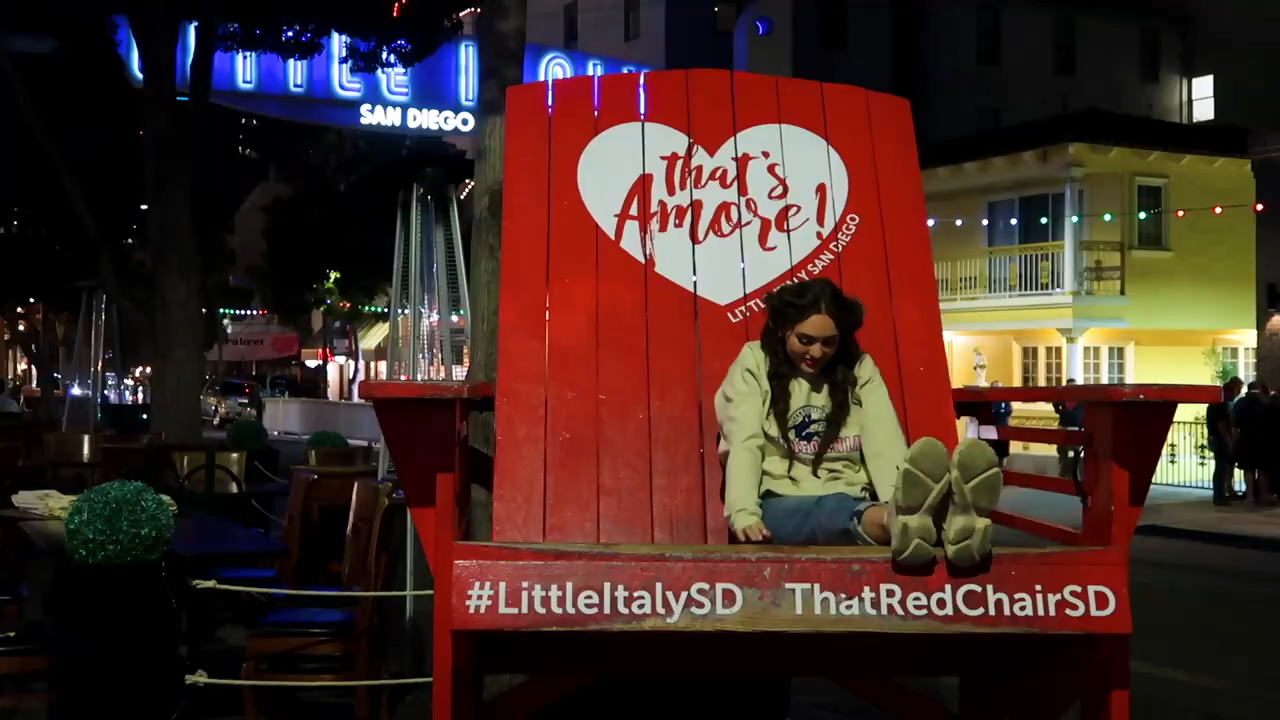 SAN DIEGO
that's
Amore!
LITTLE ITALY SAN DIEGO
#LittleItalySD ThatRedChairSD